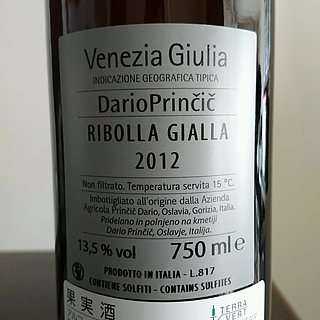 Venezia Giulia
INDICAZIONE GEOGRAFICA TIPICA
DarioPrinčič
RIBOLLA GIALLA
2012
Non filtrato. Temperatura servita 15 °C.
Imbottigliato all'origine dalla Azienda
Agricola Prinčič Dario, Oslavia, Gorizia, Italia.
Pridelano in polnjeno na kmetiji
Dario Prinčič, Oslavje, Italija.
13,5 % vol 750 ml e
PRODOTTO IN ITALIA - L.817
CONTIENE SOLFITI - CONTAINS SULFITES
果実酒
TERRA
VERT